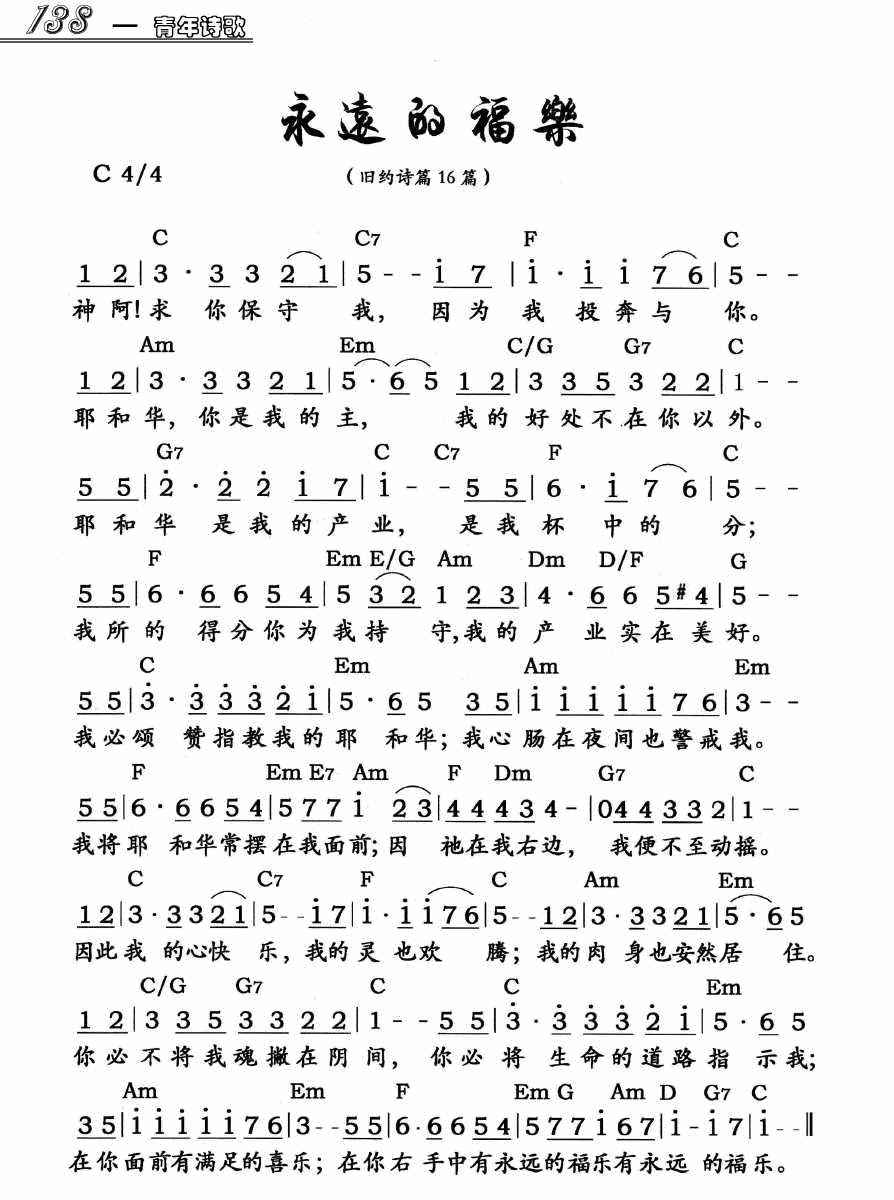 138 — 青年诗歌
永遠的福樂
C 4/4 （旧约诗篇16篇）
C C7 F C
1 2|3 · 3 3 2 1|5 - - i 7 |i · i i 7 6|5 - -
神阿!求 你保守 我, 因为我 投奔与 你。
Am Em C/G G7 C
1 2|3 · 3 3 2 1|5 · 6 5 1 2|3 3 5 3 2 2|1 - -
耶和华, 你是我的主, 我的好处不在你以外。
G7 C C7 F C
5 5|2̇ · 2̇ 2̇ i 7|i - - 5 5|6 · i 7 6|5 - -
耶和华 是我的产业, 是我杯 中的 分;
F Em E/G Am Dm D/F G
5 5|6 · 6 6 5 4|5 3 2 1 2 3|4 · 6 6 5 #4|5 - -
我所的 得分你为我持 守,我的产 业实在美好。
C Em Am Em
5 5|3̇ · 3̇ 3̇ 3̇ 2̇ i|5 · 6 5 3 5|i i i i i 7 6|3 - -
我必颂 赞指教我的耶 和华; 我心肠在夜间也警戒我。
F Em E7 Am F Dm G7 C
5 5|6 · 6 6 5 4|5 7 7 i 2 3|4 4 4 3 4 -|0 4 4 3 3 2|1 - -
我将耶 和华常摆在我面前; 因 祂在我右边, 我便不至动摇。
C C7 F C Am Em
1 2|3 · 3 3 2 1|5 - - i 7|i · i i 7 6|5 - - 1 2|3 · 3 3 2 1|5 · 6 5
因此我 的心快 乐, 我的灵 也欢 腾; 我的肉 身也安然居 住。
C/G G7 C C Em
1 2|3 3 5 3 3 2 2|1 - - 5 5|3̇ · 3̇ 3̇ 3̇ 2̇ i|5 · 6 5
你必不将我魂撇在阴间, 你必将 生命的道路指 示我;
Am Em F Em G Am D G7 C
3 5|i i i i i 7 6|3 - - 5 5|6 · 6 6 5 4|5 7 7 i 6 7|i - i 7|i - -‖
在你面前有满足的喜乐; 在你右 手中有永远的福乐有永远 的福乐。